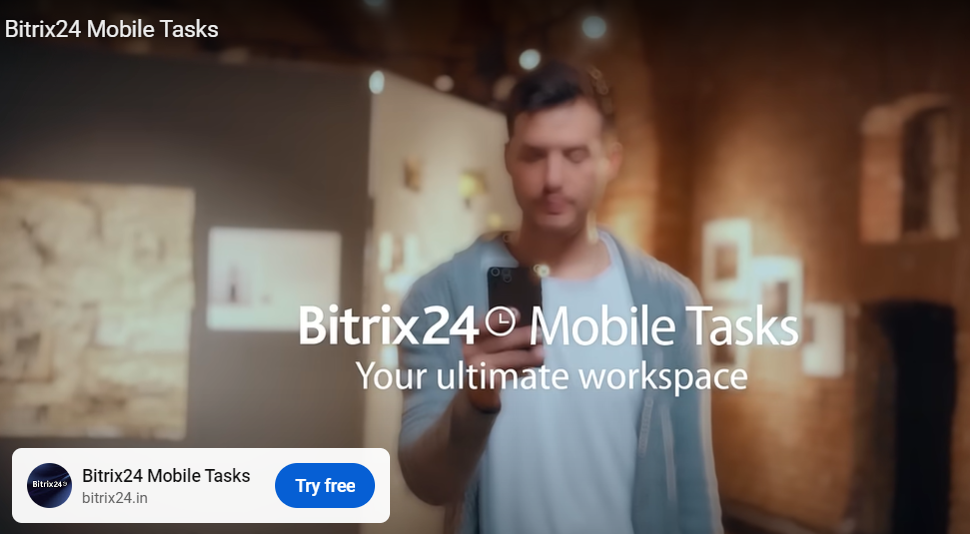 Bitrix24 Mobile Tasks
Bitrix24 Mobile Tasks
Your ultimate workspace
Bitrix24
Bitrix24 Mobile Tasks
bitrix24.in
Try free